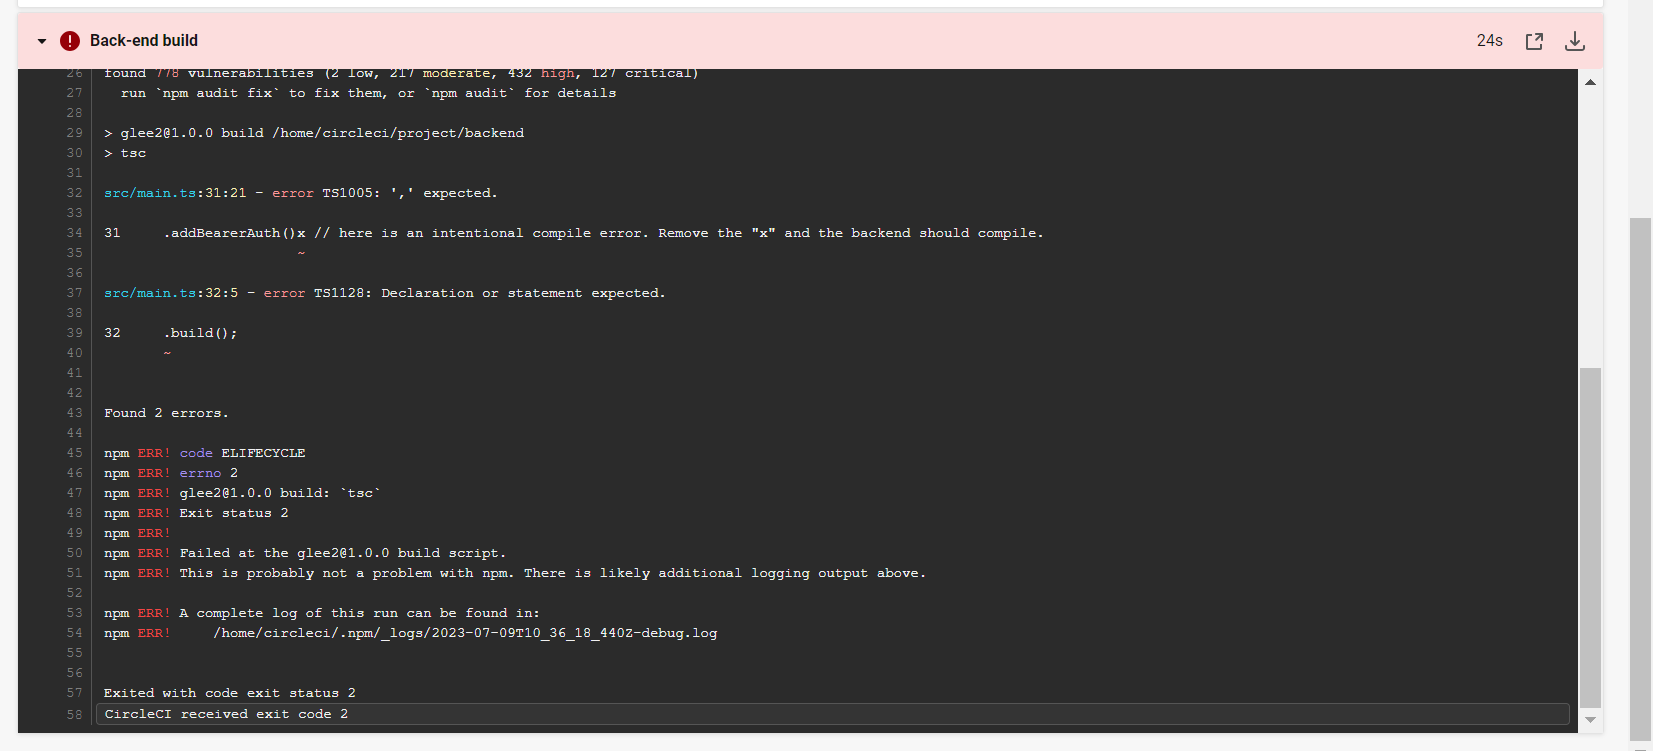 Back-end build
24s
26 found 778 vulnerabilities (2 low, 217 moderate, 432 high, 127 critical)
27   run `npm audit fix` to fix them, or `npm audit` for details
28
29 > glee2@1.0.0 build /home/circleci/project/backend
30 > tsc
31
32 src/main.ts:31:21 - error TS1005: ',' expected.
33
34 31     .addBearerAuth()x // here is an intentional compile error. Remove the "x" and the backend should compile.
35                        ~
36
37 src/main.ts:32:5 - error TS1128: Declaration or statement expected.
38
39 32     .build();
40        ~
41
42
43 Found 2 errors.
44
45 npm ERR! code ELIFECYCLE
46 npm ERR! errno 2
47 npm ERR! glee2@1.0.0 build: `tsc`
48 npm ERR! Exit status 2
49 npm ERR!
50 npm ERR! Failed at the glee2@1.0.0 build script.
51 npm ERR! This is probably not a problem with npm. There is likely additional logging output above.
52
53 npm ERR! A complete log of this run can be found in:
54 npm ERR!     /home/circleci/.npm/_logs/2023-07-09T10_36_18_440Z-debug.log
55
56
57 Exited with code exit status 2
58 CircleCI received exit code 2